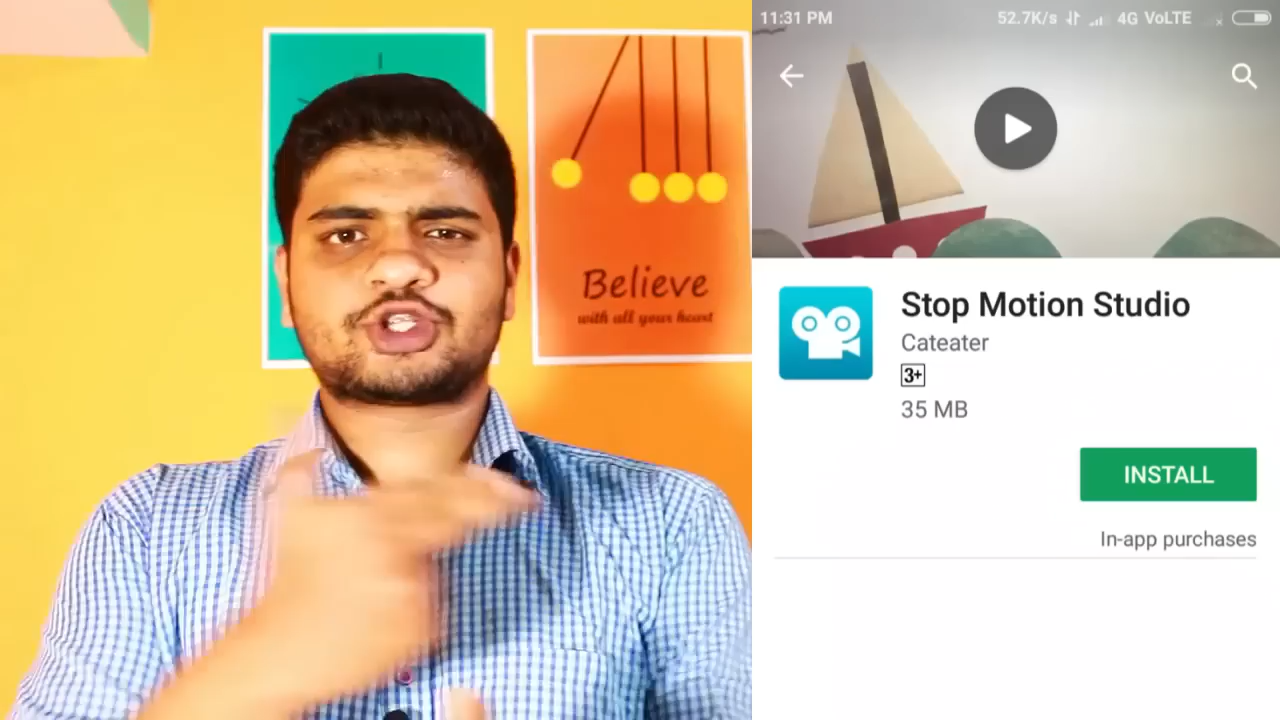 Believe
with all your heart
11:31 PM
52.7K/s 4G VoLTE
Stop Motion Studio
Cateater
3+
35 MB
INSTALL
In-app purchases